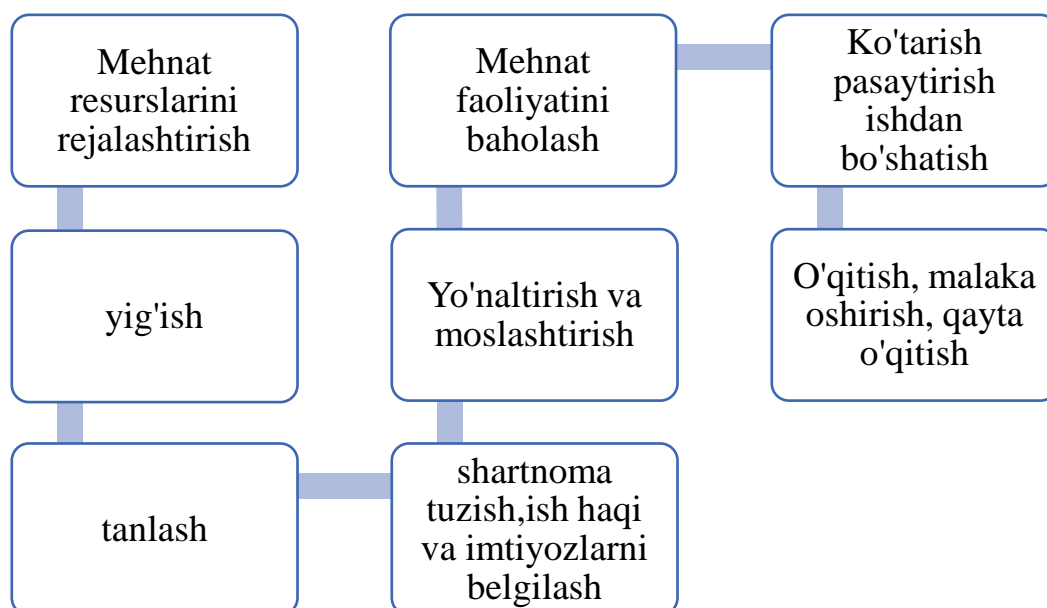 Mehnat
resurslarini
rejalashtirish
yig'ish
tanlash
shartnoma
tuzish,ish haqi
va imtiyozlarni
belgilash
Yo'naltirish va
moslashtirish
Mehnat
faoliyatini
baholash
Ko'tarish
pasaytirish
ishdan
bo'shatish
O'qitish, malaka
oshirish, qayta
o'qitish